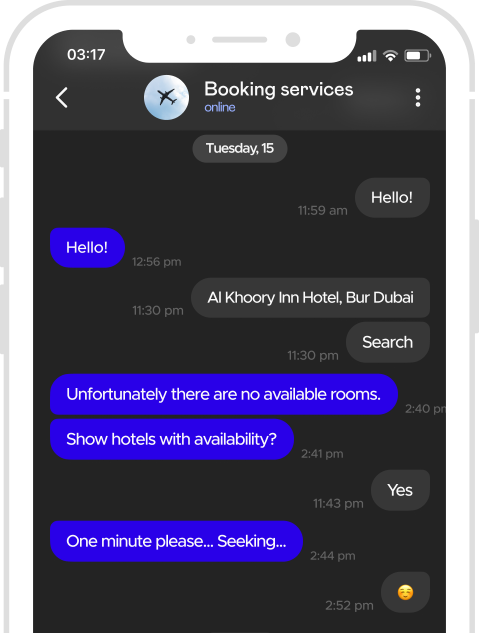 03:17
Booking services
online
Tuesday, 15
Hello!
11:59 am
Hello!
12:56 pm
Al Khoory Inn Hotel, Bur Dubai
11:30 pm
Search
11:30 pm
Unfortunately there are no available rooms.
2:40 pm
Show hotels with availability?
2:41 pm
Yes
11:43 pm
One minute please... Seeking...
2:44 pm
☺️
2:52 pm